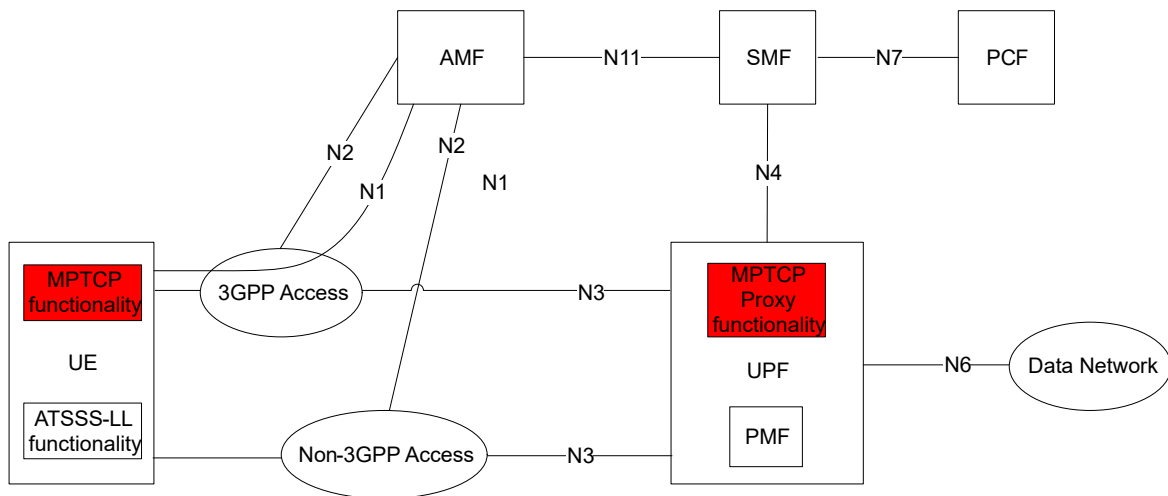 AMF
N11
SMF
N7
PCF
N2
N2
N1
N1
N4
MPTCP
functionality
3GPP Access
N3
MPTCP
Proxy
functionality
UE
UPF
N6
Data Network
ATSSS-LL
functionality
Non-3GPP Access
N3
PMF